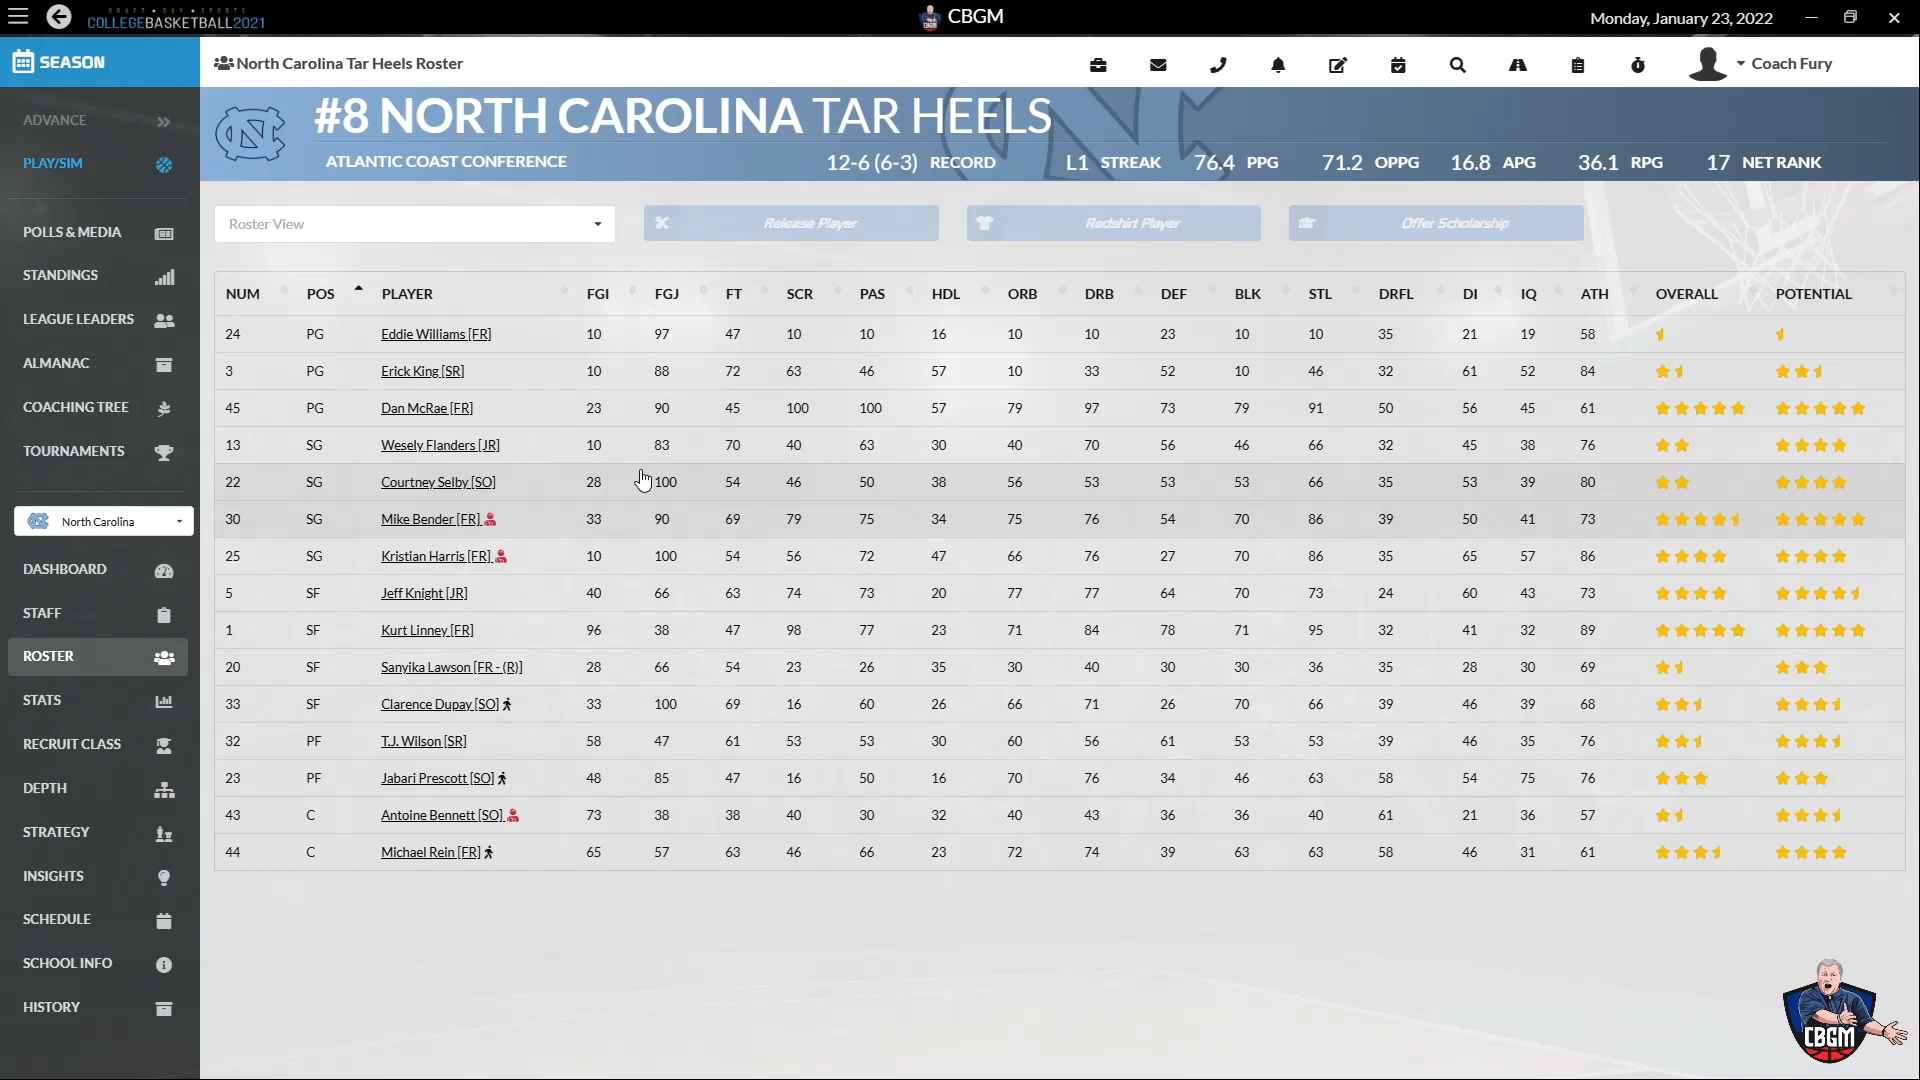 DRAFT • DAY • SPORTS
COLLEGEBASKETBALL2021
CBGM
Monday, January 23, 2022
SEASON
North Carolina Tar Heels Roster
Coach Fury
#8 NORTH CAROLINA TAR HEELS
ATLANTIC COAST CONFERENCE
12-6 (6-3) RECORD L1 STREAK 76.4 PPG 71.2 OPPG 16.8 APG 36.1 RPG 17 NET RANK
ADVANCE
PLAY/SIM
POLLS & MEDIA
STANDINGS
LEAGUE LEADERS
ALMANAC
COACHING TREE
TOURNAMENTS
North Carolina
DASHBOARD
STAFF
ROSTER
STATS
RECRUIT CLASS
DEPTH
STRATEGY
INSIGHTS
SCHEDULE
SCHOOL INFO
HISTORY
Roster View
Release Player
Redshirt Player
Offer Scholarship
NUM POS PLAYER FGI FGJ FT SCR PAS HDL ORB DRB DEF BLK STL DRFL DI IQ ATH OVERALL POTENTIAL
24 PG Eddie Williams [FR] 10 97 47 10 10 16 10 10 23 10 10 35 21 19 58
3 PG Erick King [SR] 10 88 72 63 46 57 10 33 52 10 46 32 61 52 84
45 PG Dan McRae [FR] 23 90 45 100 100 57 79 97 73 79 91 50 56 45 61
13 SG Wesely Flanders [JR] 10 83 70 40 63 30 40 70 56 46 66 32 45 38 76
22 SG Courtney Selby [SO] 28 100 54 46 50 38 56 53 53 53 66 35 53 39 80
30 SG Mike Bender [FR] 33 90 69 79 75 34 75 76 54 70 86 39 50 41 73
25 SG Kristian Harris [FR] 10 100 54 56 72 47 66 76 27 70 86 35 65 57 86
5 SF Jeff Knight [JR] 40 66 63 74 73 20 77 77 64 70 73 24 60 43 73
1 SF Kurt Linney [FR] 96 38 47 98 77 23 71 84 78 71 95 32 41 32 89
20 SF Sanyika Lawson [FR - (R)] 28 66 54 23 26 35 30 40 30 30 36 35 28 30 69
33 SF Clarence Dupay [SO] 33 100 69 16 60 26 66 71 26 70 66 39 46 39 68
32 PF T.J. Wilson [SR] 58 47 61 53 53 30 60 56 61 53 53 39 46 35 76
23 PF Jabari Prescott [SO] 48 85 47 16 50 16 70 76 34 46 63 58 54 75 76
43 C Antoine Bennett [SO] 73 38 38 40 30 32 40 43 36 36 40 61 21 36 57
44 C Michael Rein [FR] 65 57 63 46 66 23 72 74 39 63 63 58 46 31 61
CBGM